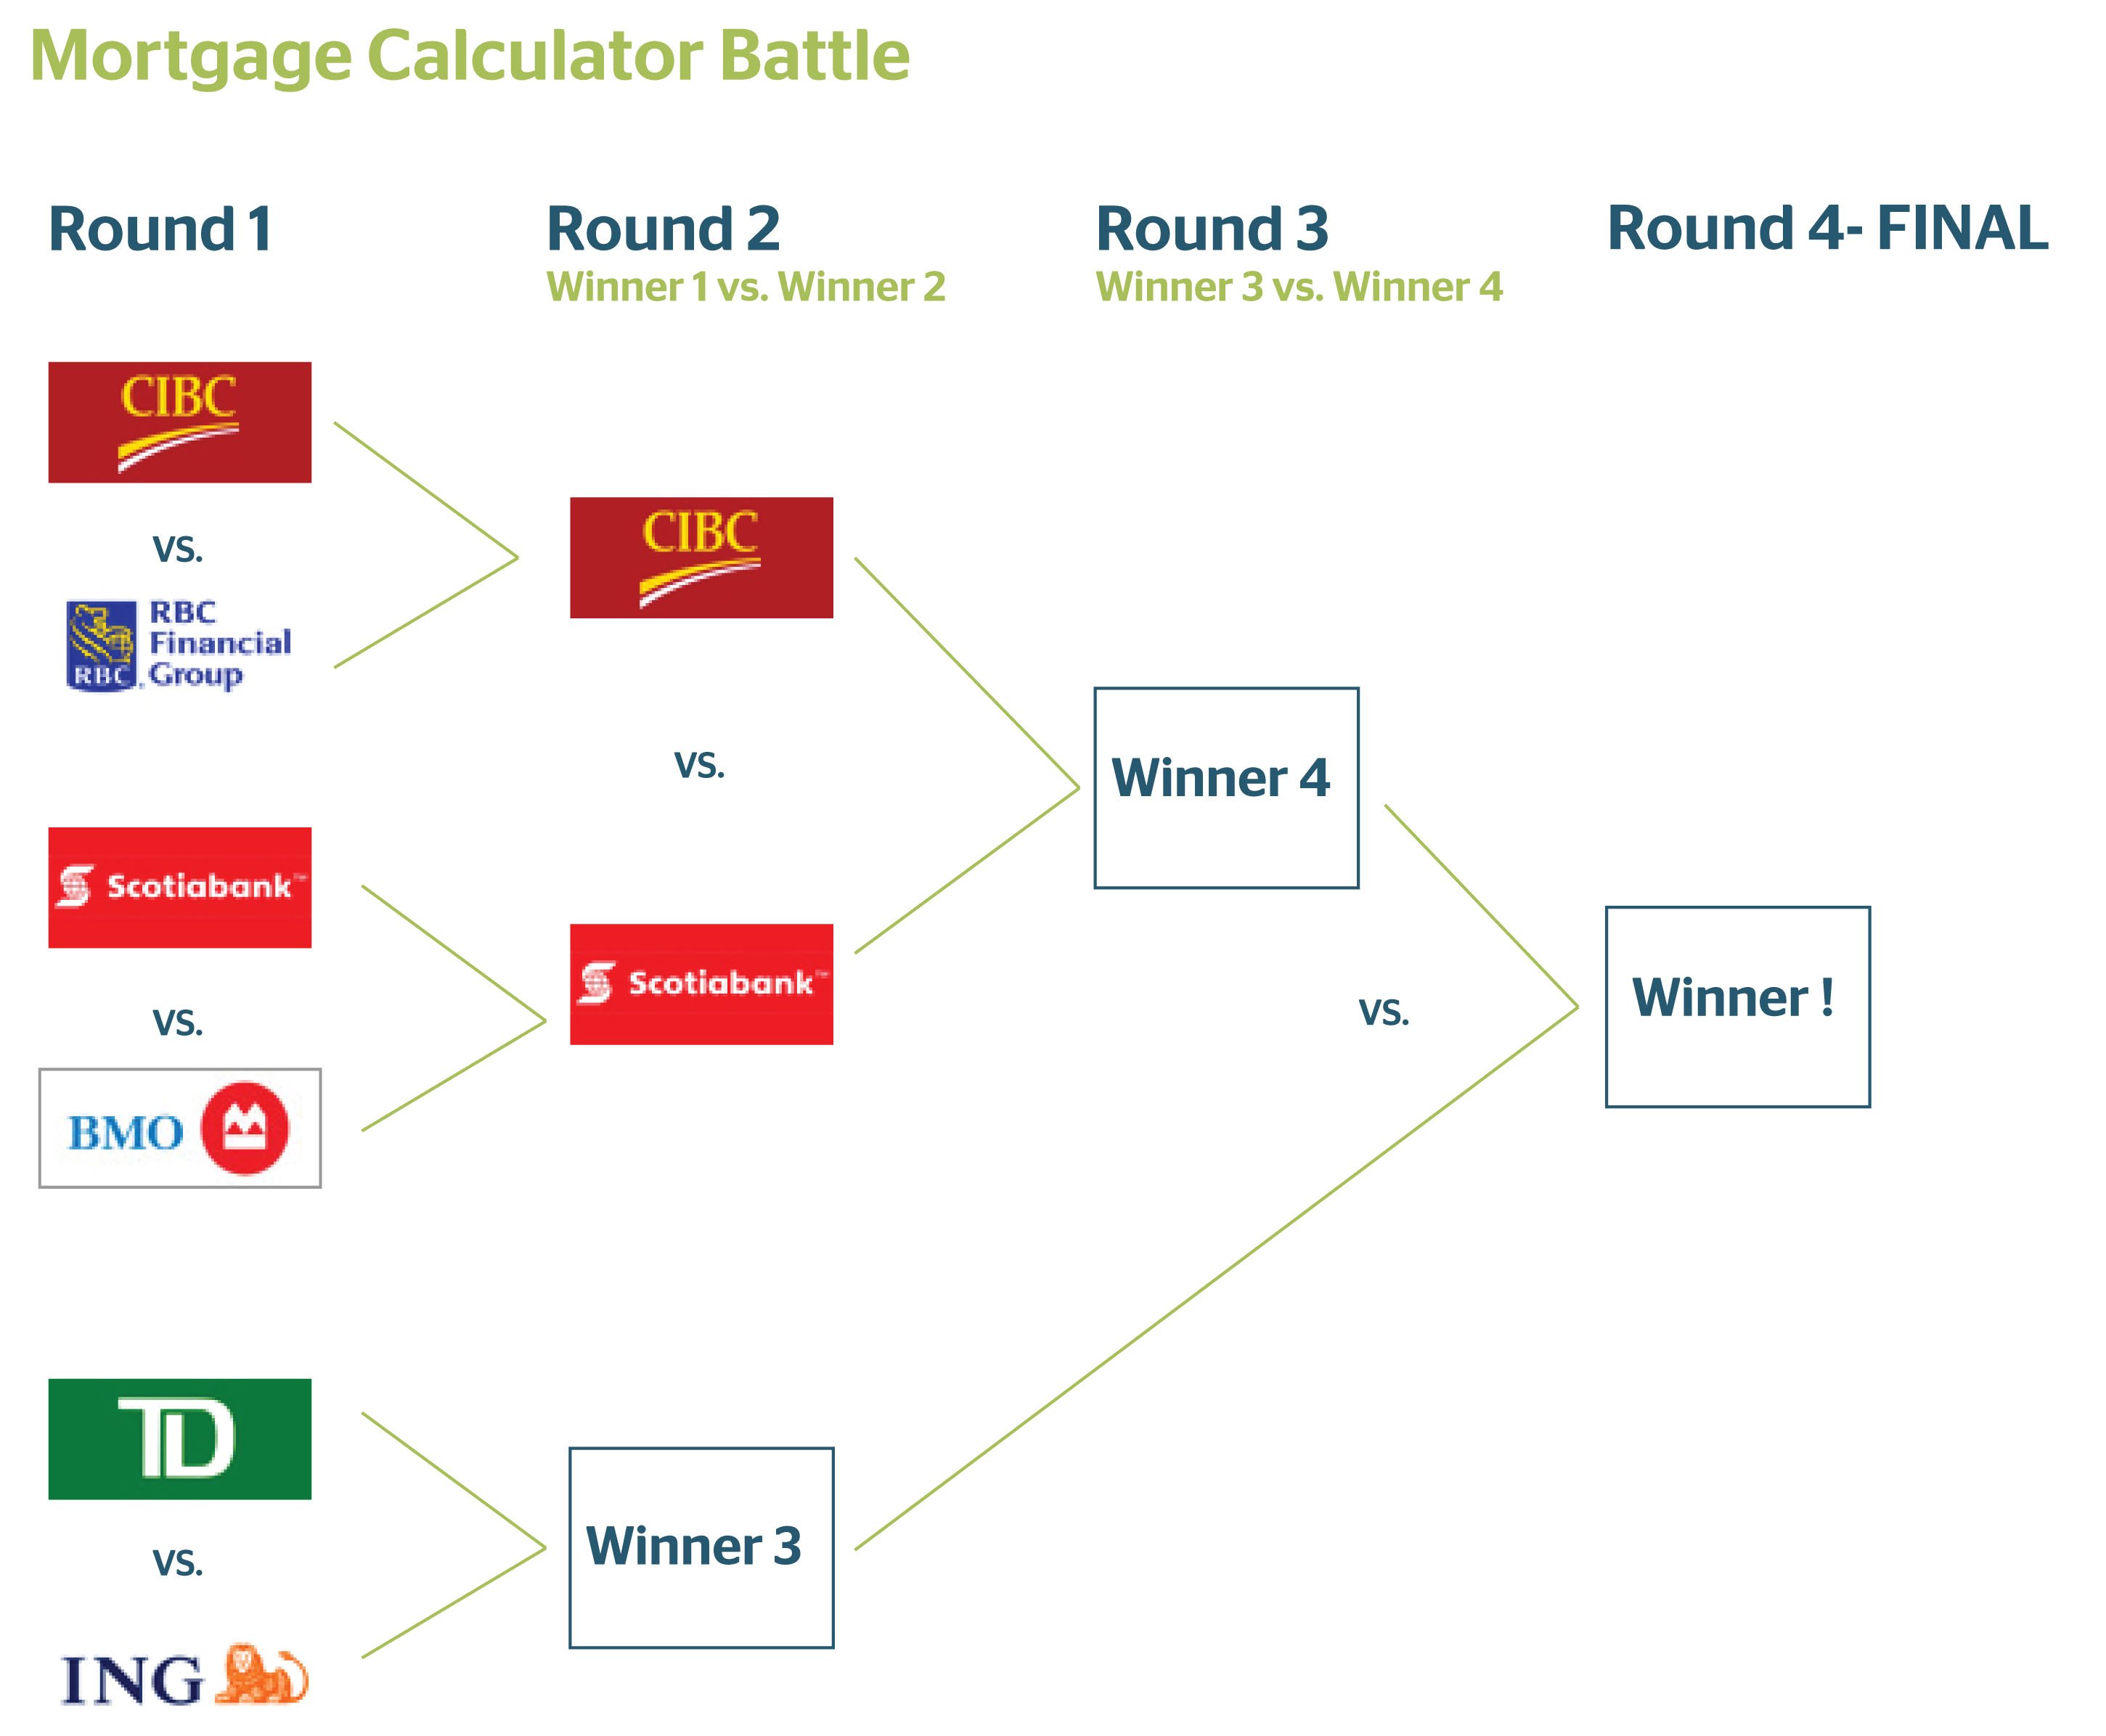 Mortgage Calculator Battle
Round 1
Round 2
Winner 1 vs. Winner 2
Round 3
Winner 3 vs. Winner 4
Round 4- FINAL
CIBC
vs.
RBC
RBC
Financial
Group
CIBC
vs.
Scotiabank™
Scotiabank™
vs.
BMO
Winner 4
vs.
Winner !
TD
vs.
ING
Winner 3